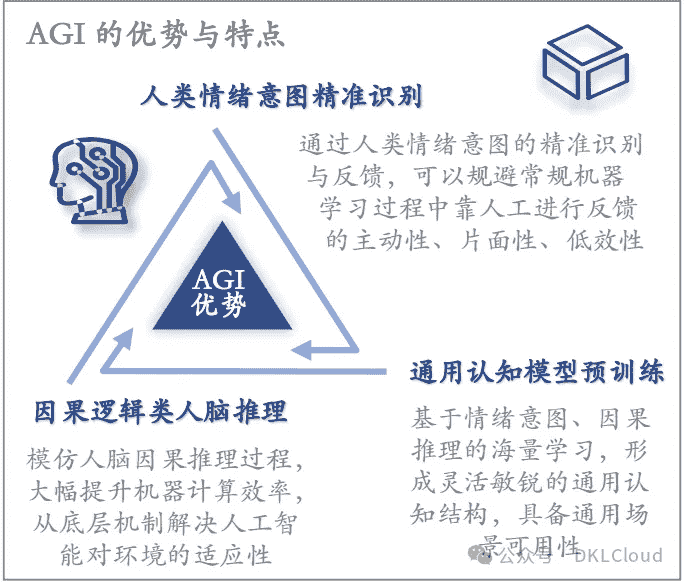 AGI 的优势与特点
人类情绪意图精准识别
通过人类情绪意图的精准识别
与反馈，可以规避常规机器
学习过程中靠人工进行反馈
的主动性、片面性、低效性
AGI
优势
通用认知模型预训练
基于情绪意图、因果
推理的海量学习，形
成灵活敏锐的通用认
知结构，具备通用场
景可用性
因果逻辑类人脑推理
模仿人脑因果推理过程，
大幅提升机器计算效率，
从底层机制解决人工智
能对环境的适应性
公众号 · DKLCloud